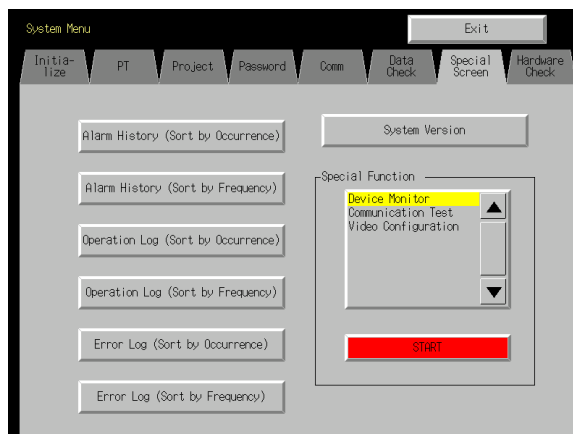 System Menu
Exit
Initia-
lize
PT
Project
Password
Comm
Data
Check
Special
Screen
Hardware
Check
Alarm History (Sort by Occurrence)
Alarm History (Sort by Frequency)
Operation Log (Sort by Occurrence)
Operation Log (Sort by Frequency)
Error Log (Sort by Occurrence)
Error Log (Sort by Frequency)
System Version
Special Function
Device Monitor
Communication Test
Video Configuration
START